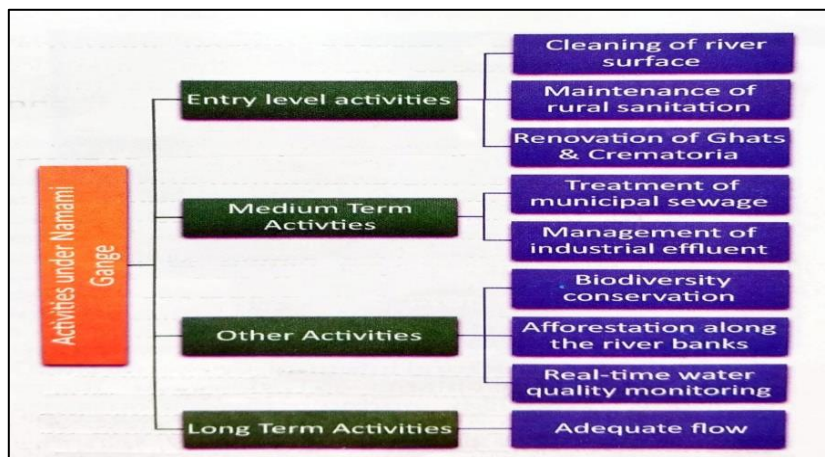 Activities under Namami
Gange
Entry level activities
Cleaning of river
surface
Maintenance of
rural sanitation
Renovation of Ghats
& Crematoria
Medium Term
Activties
Treatment of
municipal sewage
Management of
industrial effluent
Other Activities
Biodiversity
conservation
Afforestation along
the river banks
Real-time water
quality monitoring
Long Term Activities
Adequate flow